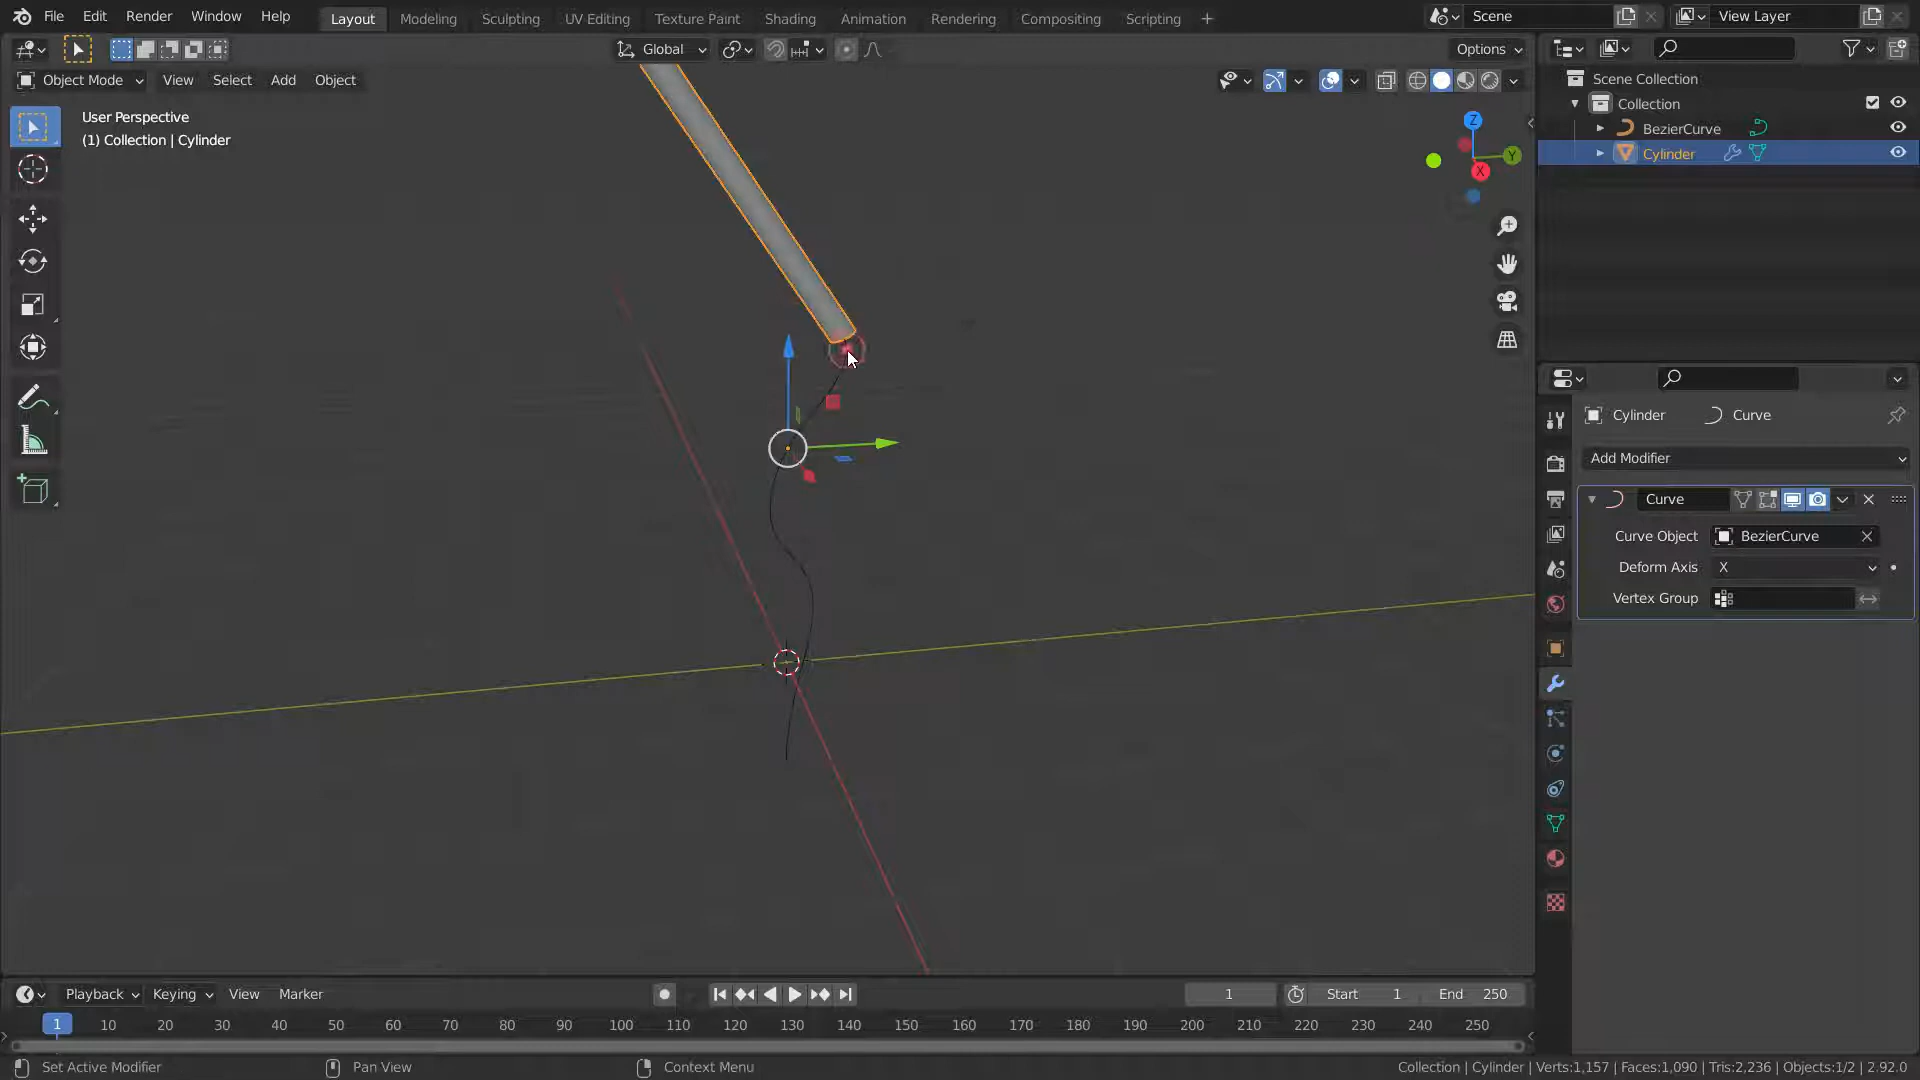 File Edit Render Window Help Layout Modeling Sculpting UV Editing Texture Paint Shading Animation Rendering Compositing Scripting + Scene View Layer
Global Options
Object Mode View Select Add Object
User Perspective
(1) Collection | Cylinder
Z
Y
X
Scene Collection
Collection
BezierCurve
Cylinder
Cylinder Curve
Add Modifier
Curve
Curve Object BezierCurve
Deform Axis X
Vertex Group
Playback Keying View Marker 1 Start 1 End 250
1 10 20 30 40 50 60 70 80 90 100 110 120 130 140 150 160 170 180 190 200 210 220 230 240 250
Set Active Modifier Pan View Context Menu Collection | Cylinder | Verts:1,157 | Faces:1,090 | Tris:2,236 | Objects:1/2 | 2.92.0